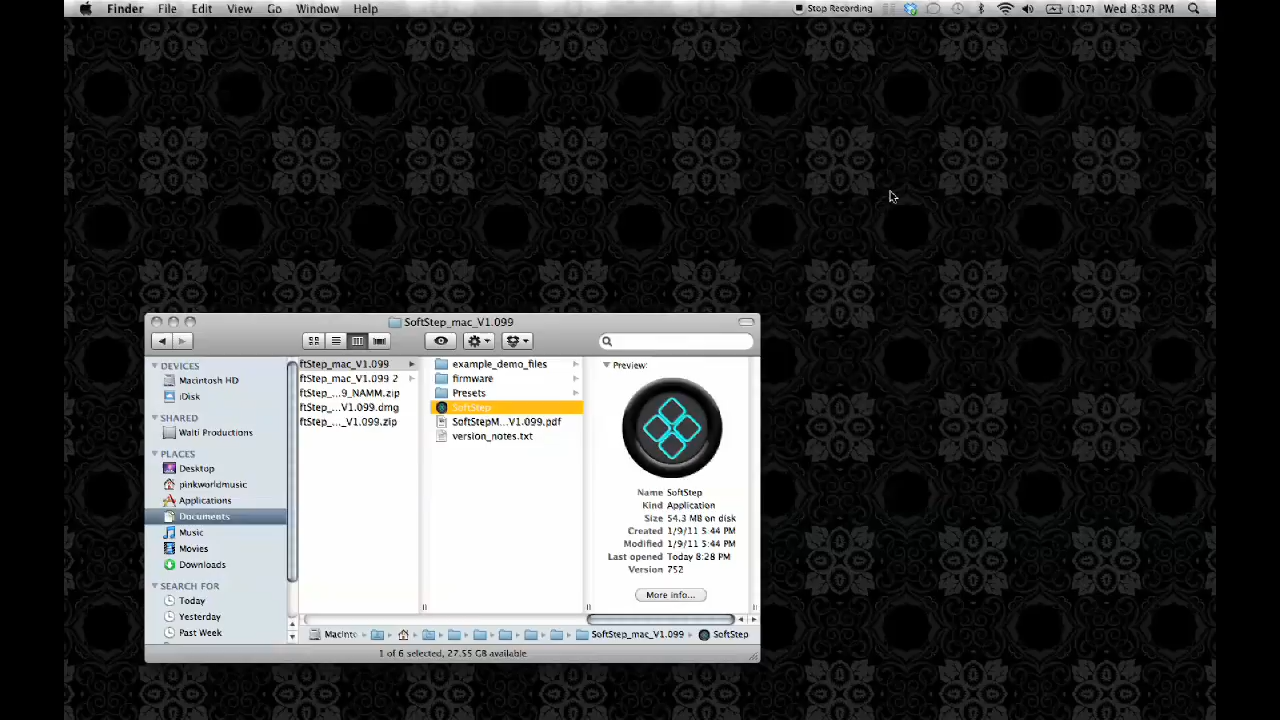 Finder File Edit View Go Window Help
Stop Recording (1:07) Wed 8:38 PM
SoftStep_mac_V1.099
DEVICES
Macintosh HD
iDisk
SHARED
Walti Productions
PLACES
Desktop
pinkworldmusic
Applications
Documents
Music
Movies
Downloads
SEARCH FOR
Today
Yesterday
Past Week
ftStep_mac_V1.099
ftStep_mac_V1.099 2
ftStep_...9_NAMM.zip
ftStep_...V1.099.dmg
ftStep_..._V1.099.zip
example_demo_files
firmware
Presets
SoftStep
SoftStepM...V1.099.pdf
version_notes.txt
Preview:
Name SoftStep
Kind Application
Size 54.3 MB on disk
Created 1/9/11 5:44 PM
Modified 1/9/11 5:44 PM
Last opened Today 8:28 PM
Version 752
More info...
Macinto SoftStep_mac_V1.099 SoftStep
1 of 6 selected, 27.55 GB available